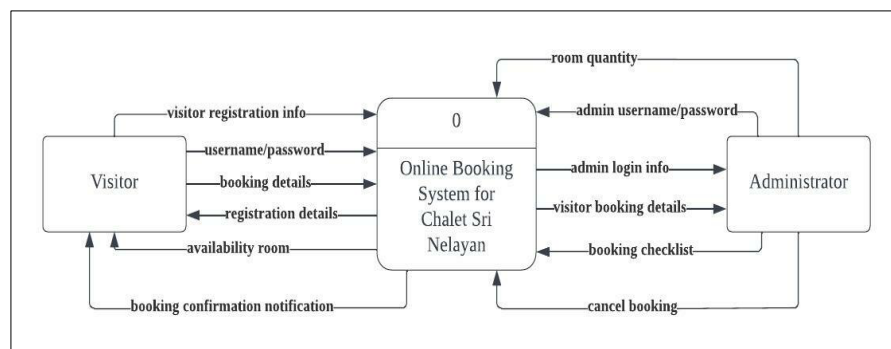 room quantity
visitor registration info
0
admin username/password
username/password
Visitor
booking details
registration details
availability room
booking confirmation notification
Online Booking
System for
Chalet Sri
Nelayan
admin login info
Administrator
visitor booking details
booking checklist
cancel booking